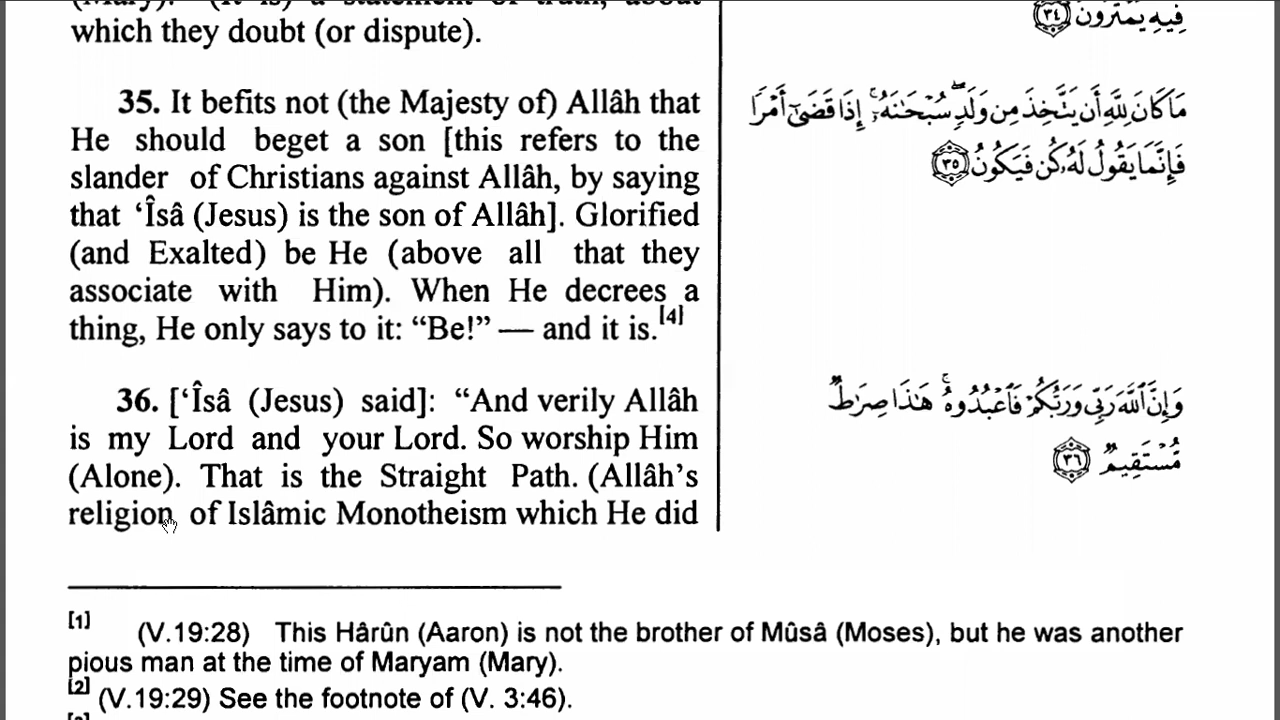 which they doubt (or dispute).
35. It befits not (the Majesty of) Allâh that
He should beget a son [this refers to the
slander of Christians against Allâh, by saying
that ‘Îsâ (Jesus) is the son of Allâh]. Glorified
(and Exalted) be He (above all that they
associate with Him). When He decrees a
thing, He only says to it: “Be!” — and it is.[4]
36. [‘Îsâ (Jesus) said]: “And verily Allâh
is my Lord and your Lord. So worship Him
(Alone). That is the Straight Path. (Allâh’s
religion of Islâmic Monotheism which He did
فِيهِ يَمْتَرُونَ ٣٤
مَا كَانَ لِلَّهِ أَن يَتَّخِذَ مِن وَلَدٍ ۖ سُبْحَٰنَهُۥٓ ۚ إِذَا قَضَىٰٓ أَمْرًا
فَإِنَّمَا يَقُولُ لَهُۥ كُن فَيَكُونُ ٣٥
وَإِنَّ ٱللَّهَ رَبِّى وَرَبُّكُمْ فَٱعْبُدُوهُ ۚ هَٰذَا صِرَٰطٌ
مُّسْتَقِيمٌ ٣٦
[1] (V.19:28) This Hârûn (Aaron) is not the brother of Mûsâ (Moses), but he was another
pious man at the time of Maryam (Mary).
[2] (V.19:29) See the footnote of (V. 3:46).